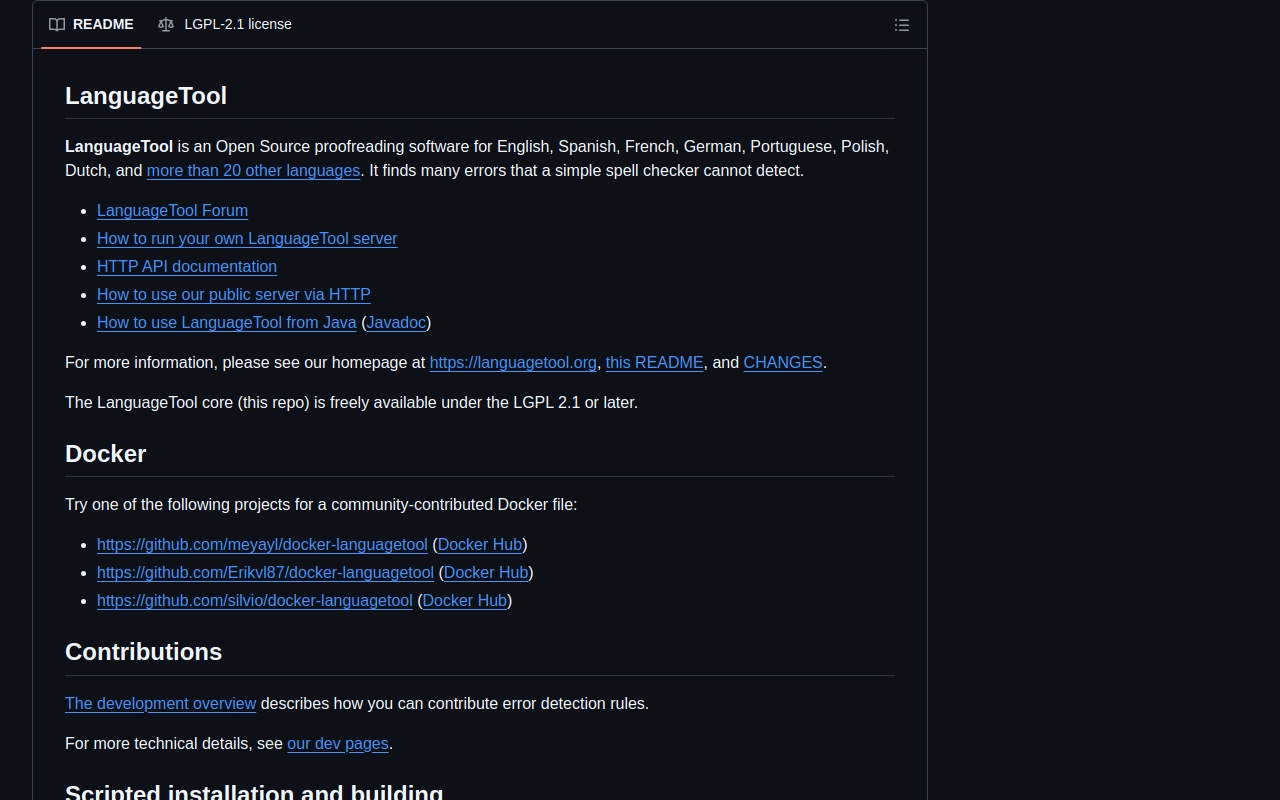 README
LGPL-2.1 license
LanguageTool
LanguageTool is an Open Source proofreading software for English, Spanish, French, German, Portuguese, Polish,
Dutch, and more than 20 other languages. It finds many errors that a simple spell checker cannot detect.
LanguageTool Forum
How to run your own LanguageTool server
HTTP API documentation
How to use our public server via HTTP
How to use LanguageTool from Java (Javadoc)
For more information, please see our homepage at https://languagetool.org, this README, and CHANGES.
The LanguageTool core (this repo) is freely available under the LGPL 2.1 or later.
Docker
Try one of the following projects for a community-contributed Docker file:
https://github.com/meyayl/docker-languagetool (Docker Hub)
https://github.com/Erikvl87/docker-languagetool (Docker Hub)
https://github.com/silvio/docker-languagetool (Docker Hub)
Contributions
The development overview describes how you can contribute error detection rules.
For more technical details, see our dev pages.
Scripted installation and building